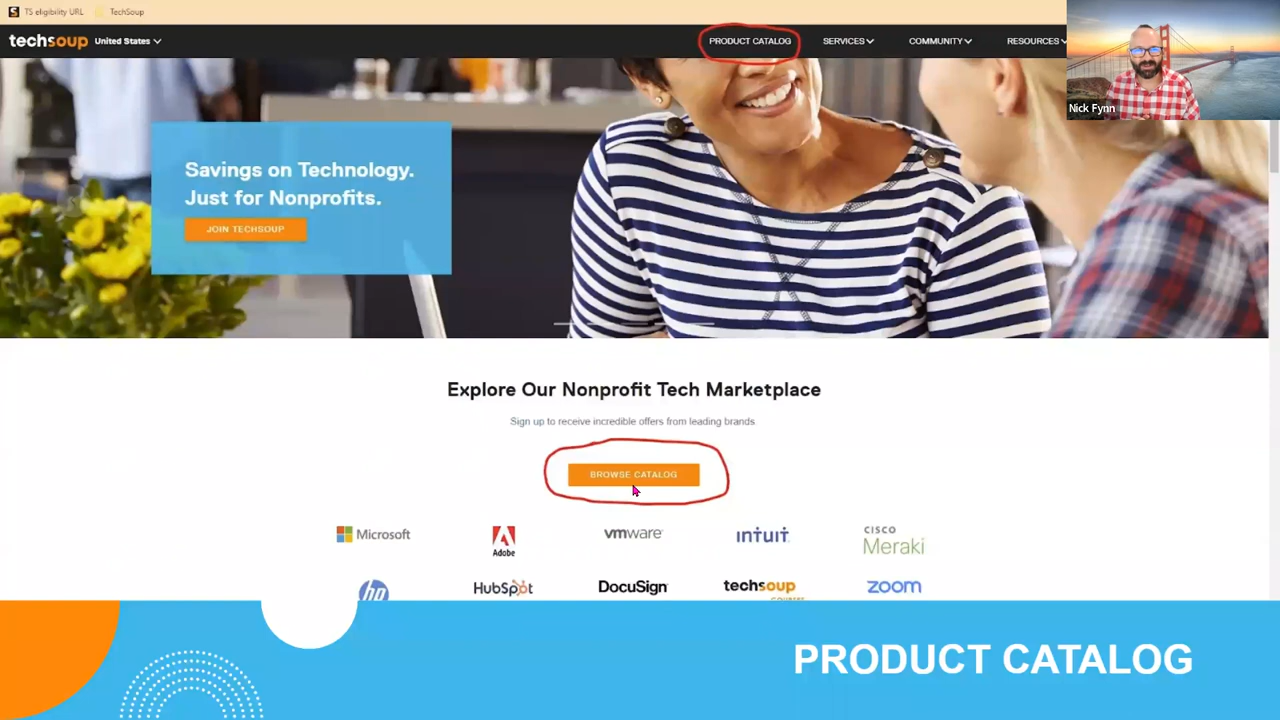 TS eligibility URL TechSoup
techsoup United States PRODUCT CATALOG SERVICES COMMUNITY RESOURCES
Nick Fynn
Savings on Technology.
Just for Nonprofits.
JOIN TECHSOUP
Explore Our Nonprofit Tech Marketplace
Sign up to receive incredible offers from leading brands
BROWSE CATALOG
Microsoft Adobe vmware intuit CISCO Meraki
hp HubSpot DocuSign techsoup zoom
PRODUCT CATALOG